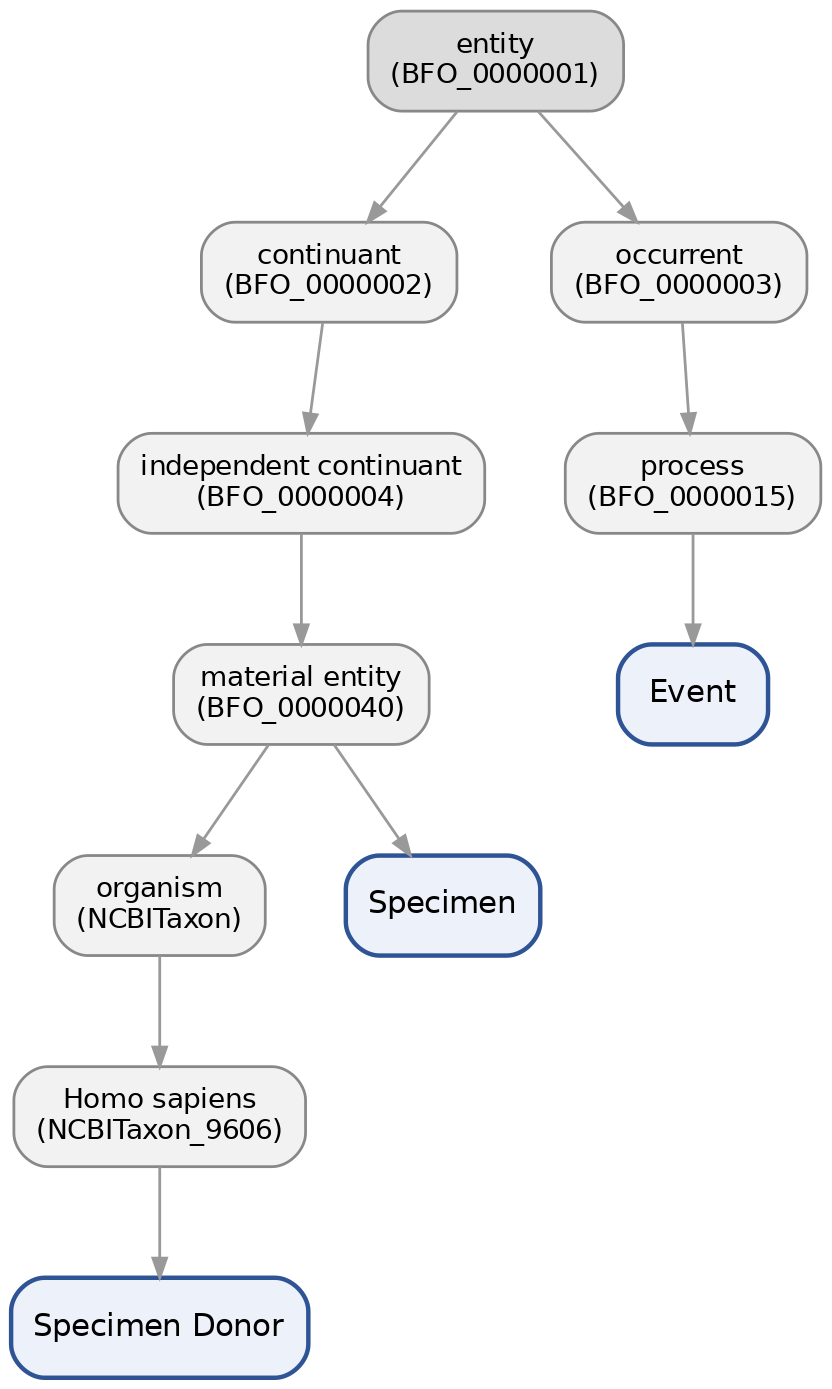 entity
(BFO_0000001)
continuant
(BFO_0000002)
occurrent
(BFO_0000003)
independent continuant
(BFO_0000004)
process
(BFO_0000015)
material entity
(BFO_0000040)
Event
organism
(NCBITaxon)
Specimen
Homo sapiens
(NCBITaxon_9606)
Specimen Donor